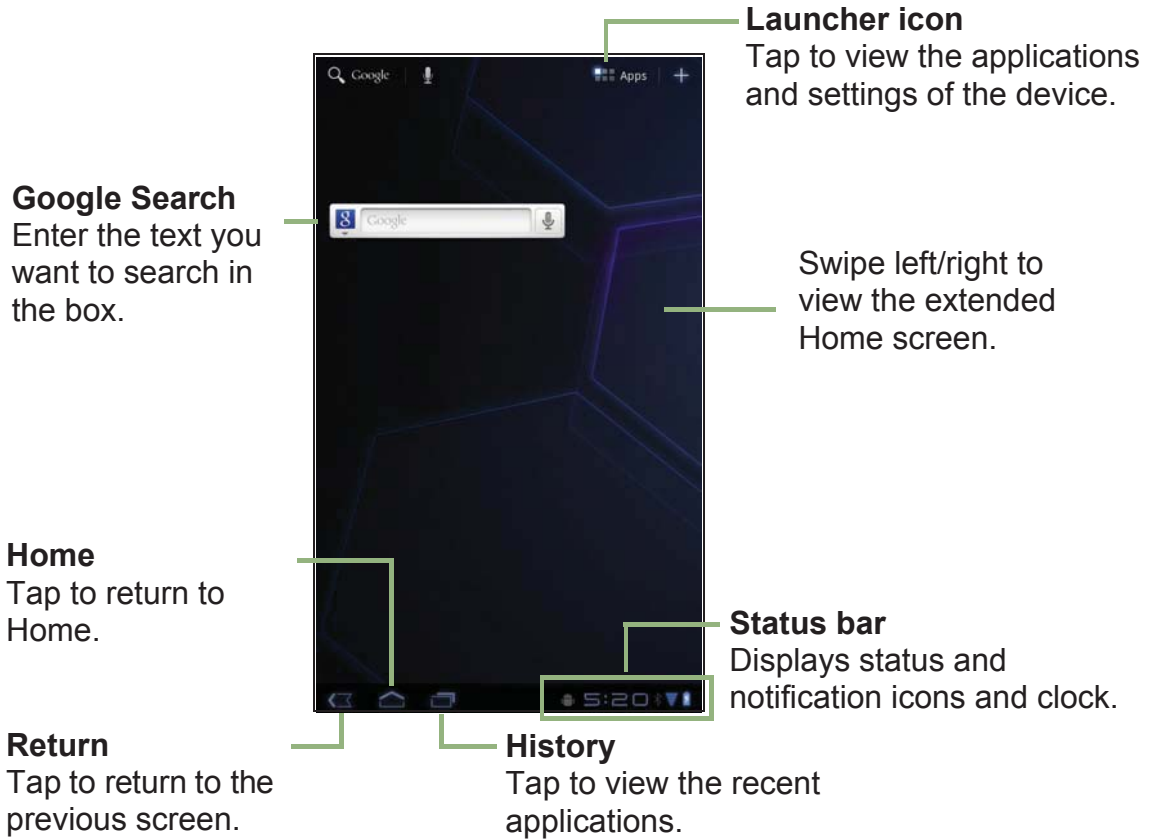 Launcher icon
Tap to view the applications
and settings of the device.
Google
Apps
Google Search
Enter the text you
want to search in
the box.
8 Google
Swipe left/right to
view the extended
Home screen.
Home
Tap to return to
Home.
Status bar
Displays status and
notification icons and clock.
5:20
Return
Tap to return to the
previous screen.
History
Tap to view the recent
applications.